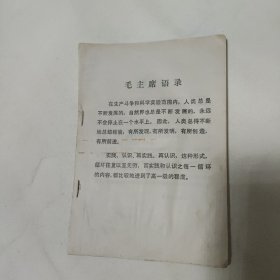 毛主席语录
在生产斗争和科学实验范围内，人类总是
不断发展的，自然界也总是不断发展的，永远
不会停止在一个水平上。因此，人类总得不断
地总结经验，有所发现，有所发明，有所创造，
有所前进。
实践、认识、再实践、再认识，这种形式，
循环往复以至无穷，而实践和认识之每一循环
的内容，都比较地进到了高一级的程度。